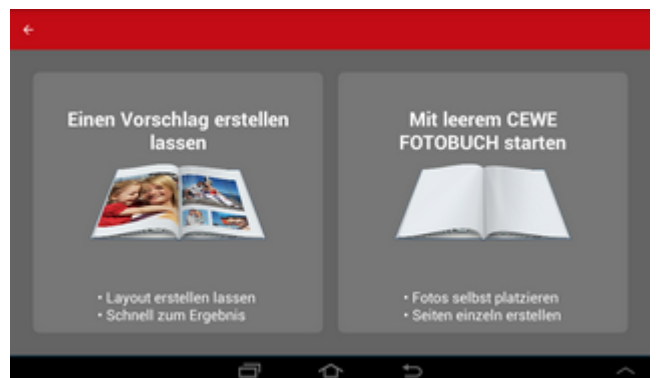 Einen Vorschlag erstellen
lassen
• Layout erstellen lassen
• Schnell zum Ergebnis
Mit leerem CEWE
FOTOBUCH starten
• Fotos selbst platzieren
• Seiten einzeln erstellen